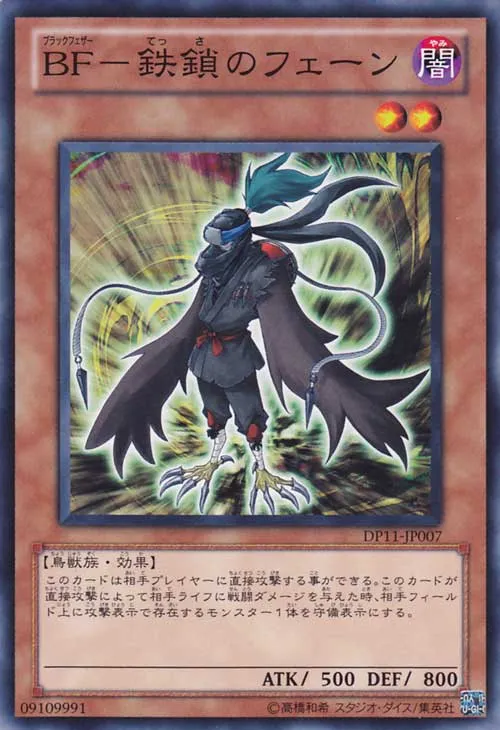 ブラックフェザー てっさ
BF－鉄鎖のフェーン
やみ
闇
DP11-JP007
【鳥獣族・効果】
このカードは相手プレイヤーに直接攻撃する事ができる。このカードが
直接攻撃によって相手ライフに戦闘ダメージを与えた時、相手フィール
ド上に攻撃表示で存在するモンスター１体を守備表示にする。
ATK/ 500 DEF/ 800
09109991
©高橋和希 スタジオ・ダイス/集英社